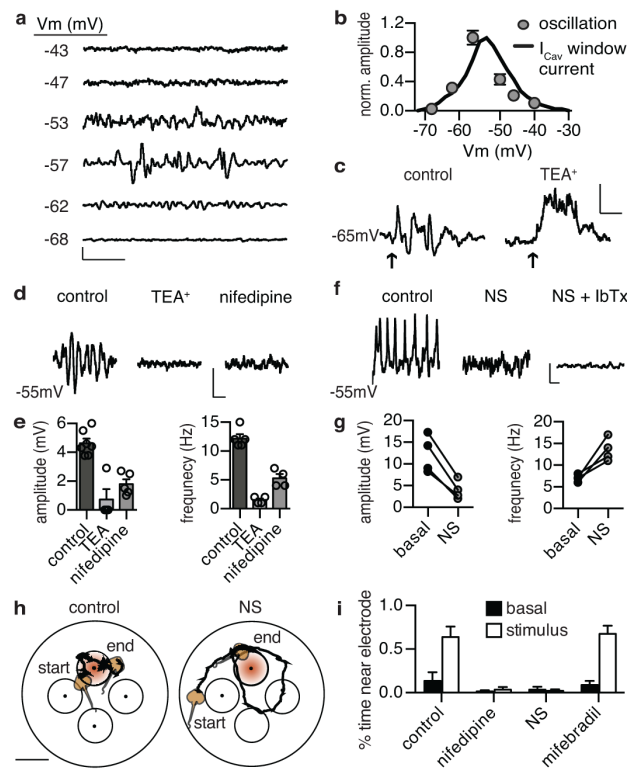 a
Vm (mV)
-43
-47
-53
-57
-62
-68
b
norm. amplitude
1.2
0.8
0.4
0.0
-70 -60 -50 -40 -30
Vm (mV)
oscillation
ICav window
current
c
control TEA+
-65mV
d
control TEA+ nifedipine
-55mV
e
amplitude (mV)
6
4
2
0
control TEA nifedipine
frequnecy (Hz)
15
10
5
0
control TEA nifedipine
f
control NS NS + IbTx
-55mV
g
amplitude (mV)
20
15
10
5
0
basal NS
frequnecy (Hz)
20
15
10
5
0
basal NS
h
control NS
start end
start end
i
% time near electrode
1.0
0.5
0.0
basal
stimulus
control nifedipine NS mifebradil